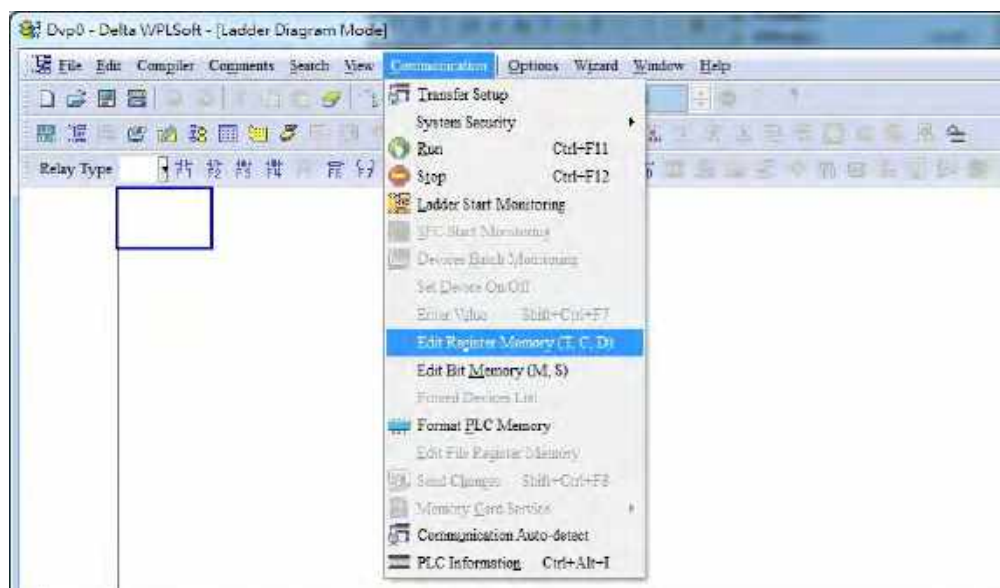 Dvp0 - Delta WPLSoft - [Ladder Diagram Mode]
File Edit Compiler Comments Search View Communication Options Wizard Window Help
Transfer Setup
System Security
Run Ctrl+F11
Stop Ctrl+F12
Relay Type
Ladder Start Monitoring
SFC Start Monitoring
Devices Batch Monitoring
Set Device On/Off
Enter Value Shift+Ctrl+F7
Edit Register Memory (T, C, D)
Edit Bit Memory (M, S)
Forced Devices List
Format PLC Memory
Edit File Register Memory
Send Changes Shift+Ctrl+F8
Memory Card Service
Communication Auto-detect
PLC Information Ctrl+Alt+I